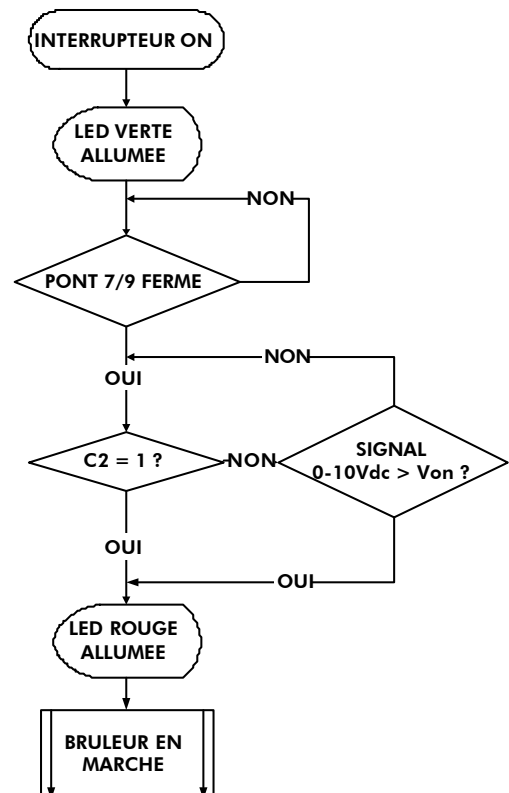 INTERRUPTEUR ON
LED VERTE
ALLUMEE
NON
PONT 7/9 FERME
NON
OUI
C2 = 1 ?
NON
SIGNAL
0-10Vdc > Von ?
OUI
OUI
LED ROUGE
ALLUMEE
BRULEUR EN
MARCHE